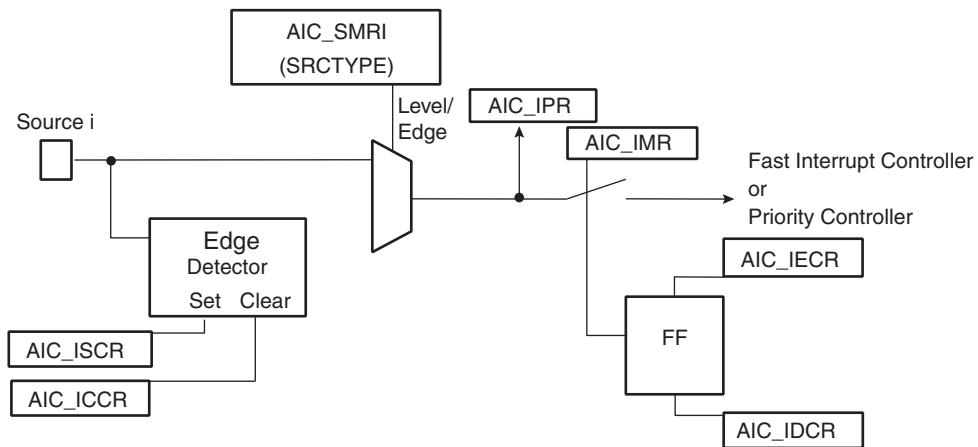 AIC_SMRI
(SRCTYPE)
Source i
Level/
Edge
AIC_IPR
AIC_IMR
Fast Interrupt Controller
or
Priority Controller
Edge
Detector
Set Clear
AIC_IECR
FF
AIC_ISCR
AIC_ICCR
AIC_IDCR